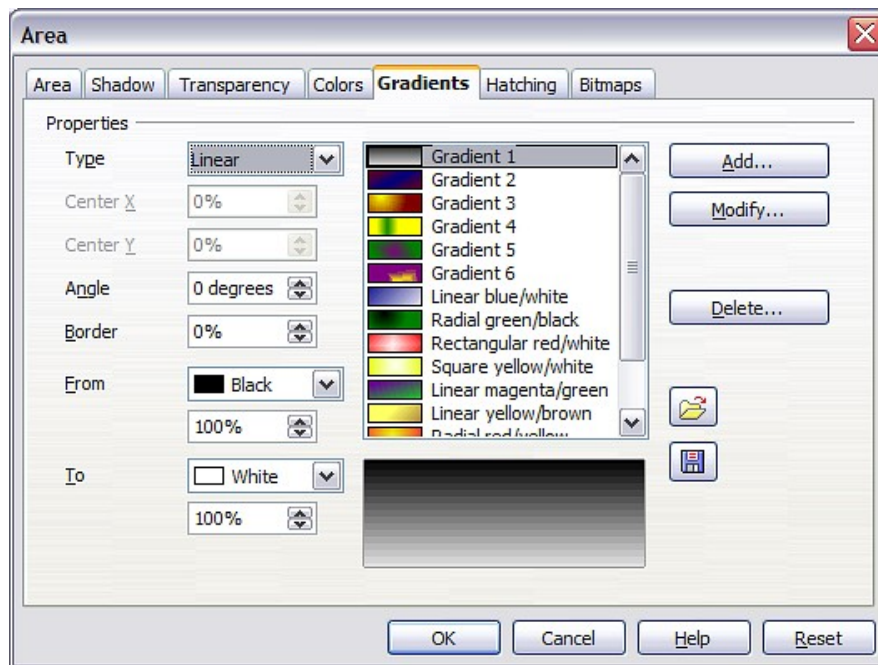 Area
Area Shadow Transparency Colors Gradients Hatching Bitmaps
Properties
Type Linear
Center X 0%
Center Y 0%
Angle 0 degrees
Border 0%
From Black
100%
To White
100%
Gradient 1
Gradient 2
Gradient 3
Gradient 4
Gradient 5
Gradient 6
Linear blue/white
Radial green/black
Rectangular red/white
Square yellow/white
Linear magenta/green
Linear yellow/brown
Radial red/yellow
Add...
Modify...
Delete...
OK Cancel Help Reset